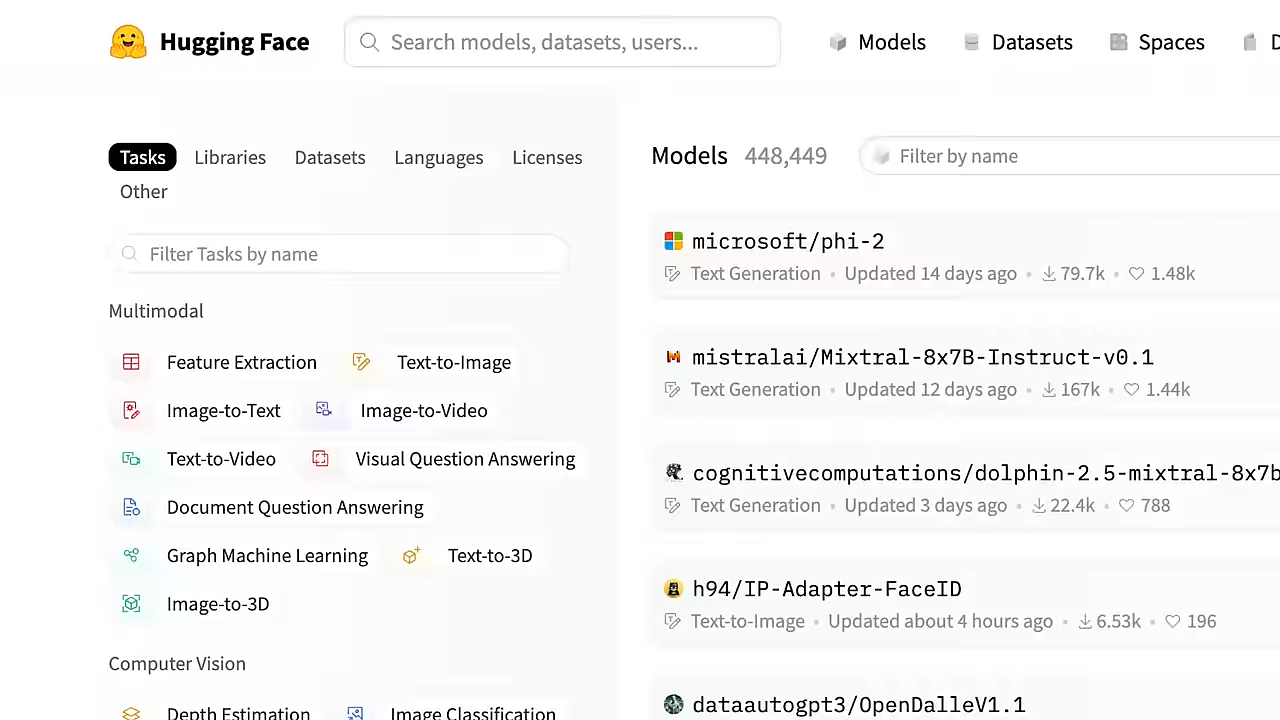 Hugging Face
Search models, datasets, users...
Models Datasets Spaces D
Tasks Libraries Datasets Languages Licenses
Other
Filter Tasks by name
Multimodal
Feature Extraction Text-to-Image
Image-to-Text Image-to-Video
Text-to-Video Visual Question Answering
Document Question Answering
Graph Machine Learning Text-to-3D
Image-to-3D
Computer Vision
Depth Estimation Image Classification
Models 448,449 Filter by name
microsoft/phi-2
Text Generation • Updated 14 days ago • 79.7k • 1.48k
mistralai/Mixtral-8x7B-Instruct-v0.1
Text Generation • Updated 12 days ago • 167k • 1.44k
cognitivecomputations/dolphin-2.5-mixtral-8x7b
Text Generation • Updated 3 days ago • 22.4k • 788
h94/IP-Adapter-FaceID
Text-to-Image • Updated about 4 hours ago • 6.53k • 196
dataautogpt3/OpenDalleV1.1